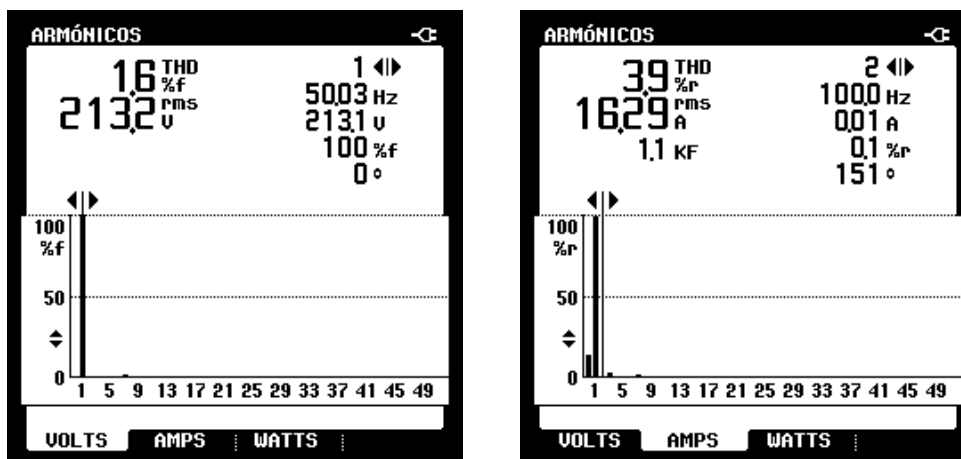 ARMÓNICOS
1,6 THD %f
213,2 rms V
1
50,03 Hz
213,1 V
100 %f
0 °
100
%f
50
0
1 5 9 13 17 21 25 29 33 37 41 45 49
VOLTS AMPS WATTS
ARMÓNICOS
3,9 THD %r
16,29 rms A
1,1 KF
2
100,0 Hz
0,01 A
0,1 %r
151 °
100
%r
50
0
1 5 9 13 17 21 25 29 33 37 41 45 49
VOLTS AMPS WATTS